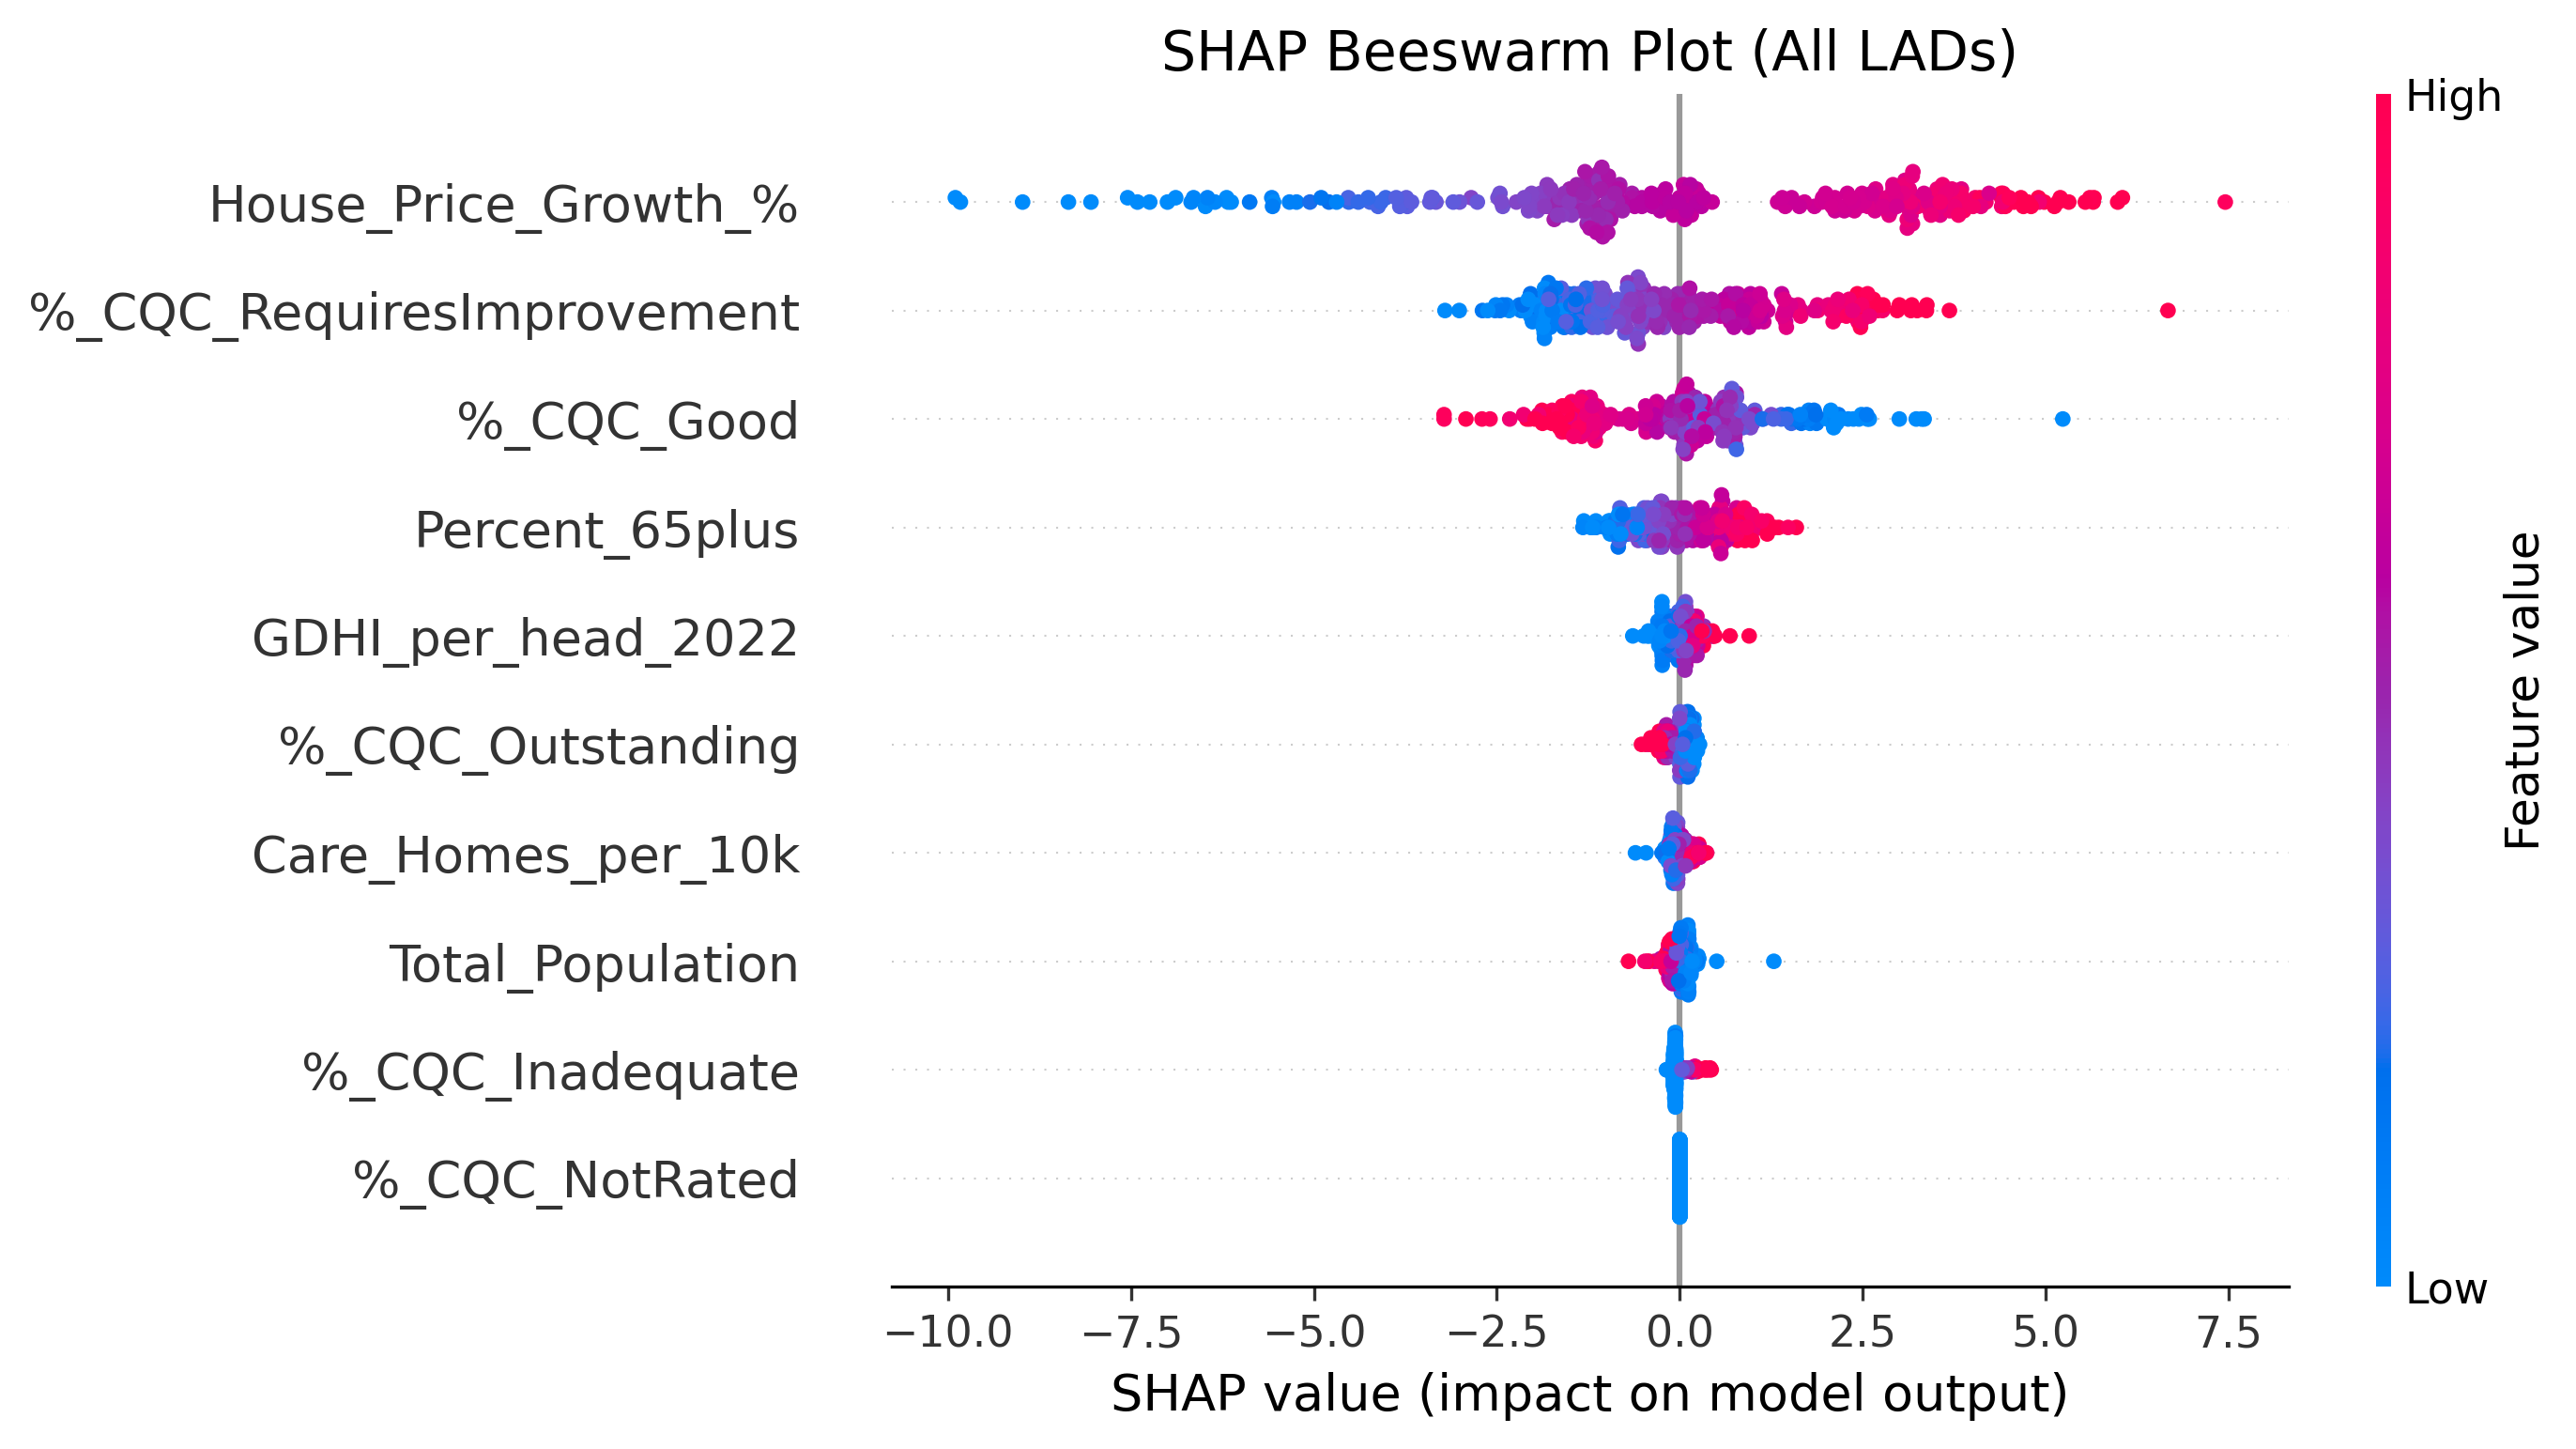 SHAP Beeswarm Plot (All LADs)
High
House_Price_Growth_%
%_CQC_RequiresImprovement
%_CQC_Good
Percent_65plus
GDHI_per_head_2022
%_CQC_Outstanding
Care_Homes_per_10k
Total_Population
%_CQC_Inadequate
%_CQC_NotRated
Feature value
Low
−10.0 −7.5 −5.0 −2.5 0.0 2.5 5.0 7.5
SHAP value (impact on model output)